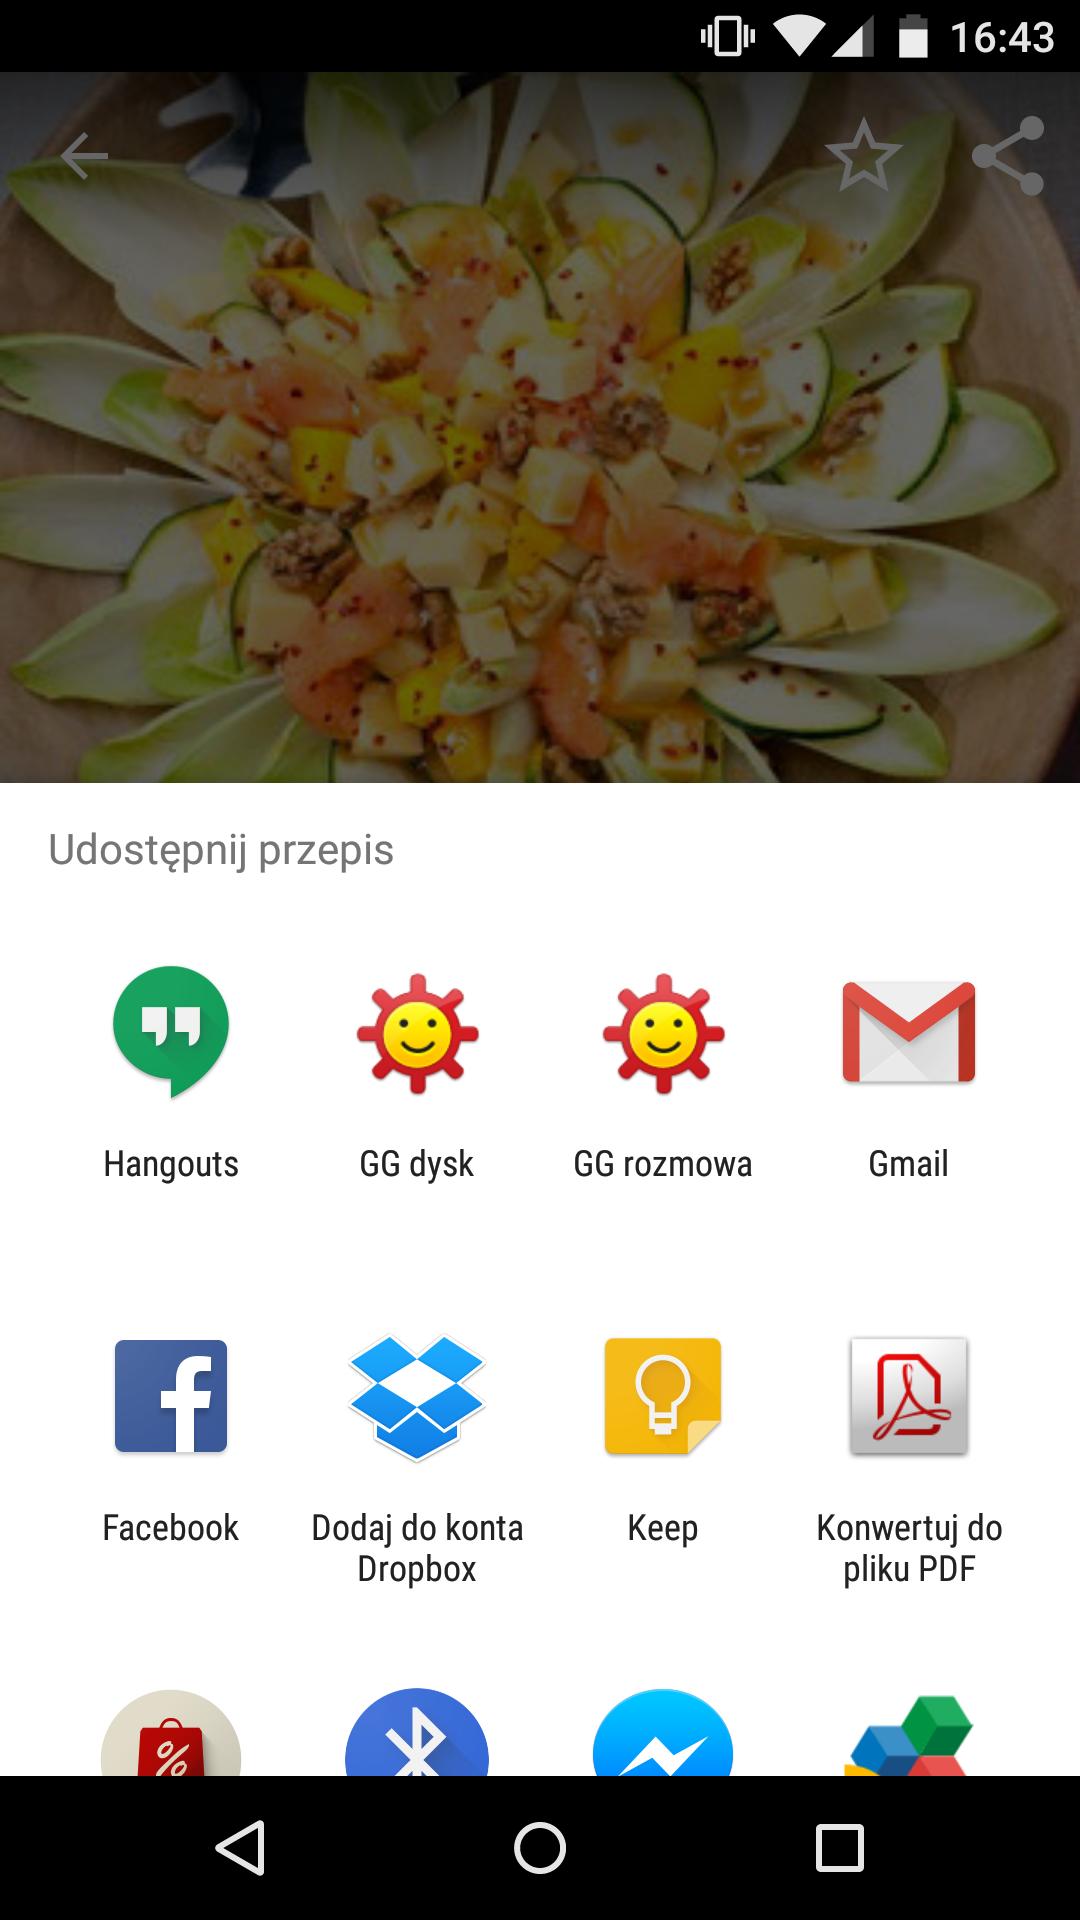 16:43
Udostępnij przepis
Hangouts
GG dysk
GG rozmowa
Gmail
Facebook
Dodaj do konta
Dropbox
Keep
Konwertuj do
pliku PDF